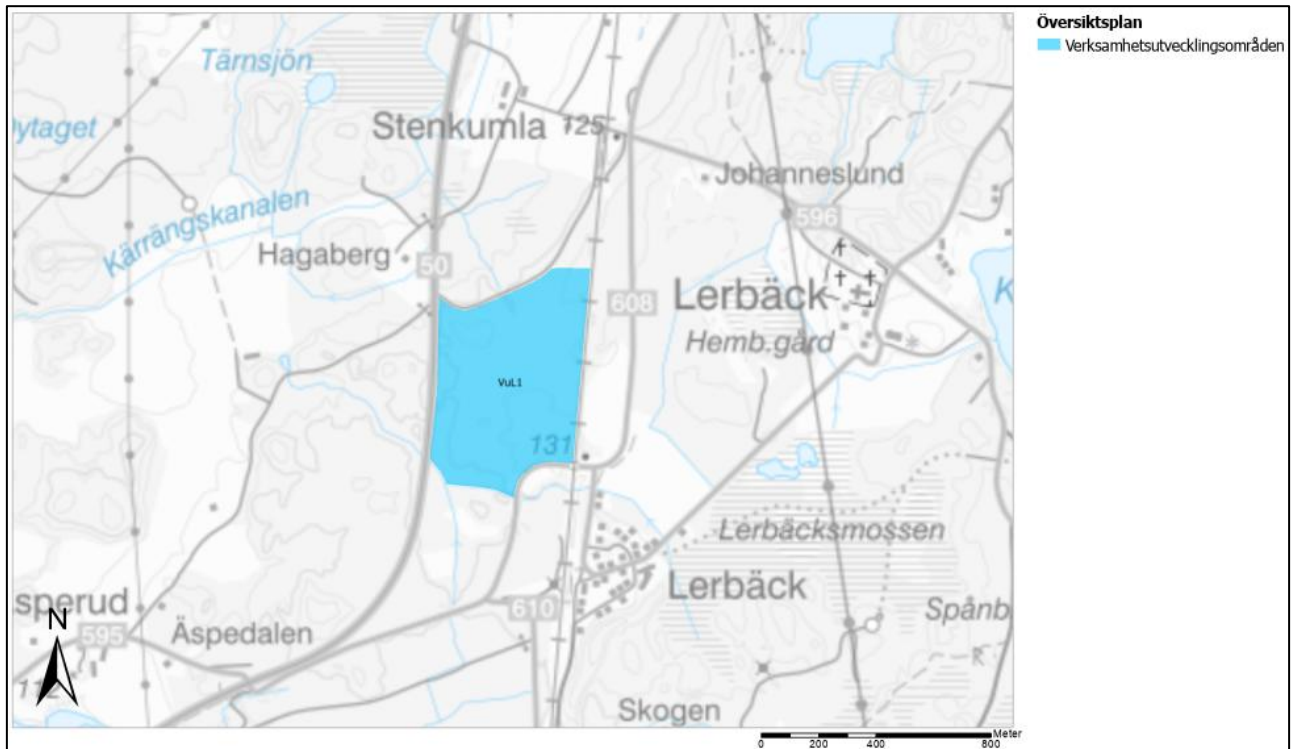 Översiktsplan
Verksamhetsutvecklingsområden
Tärnsjön
ytaget
Stenkumla
125
Johanneslund
596
Kärrängskanalen
Hagaberg
50
608
Lerbäck
K
Hemb.gård
VuL1
131
Lerbäcksmossen
sperud
N
595
Äspedalen
610
Lerbäck
Spånb
112
R
Skogen
Meter
0 200 400 800